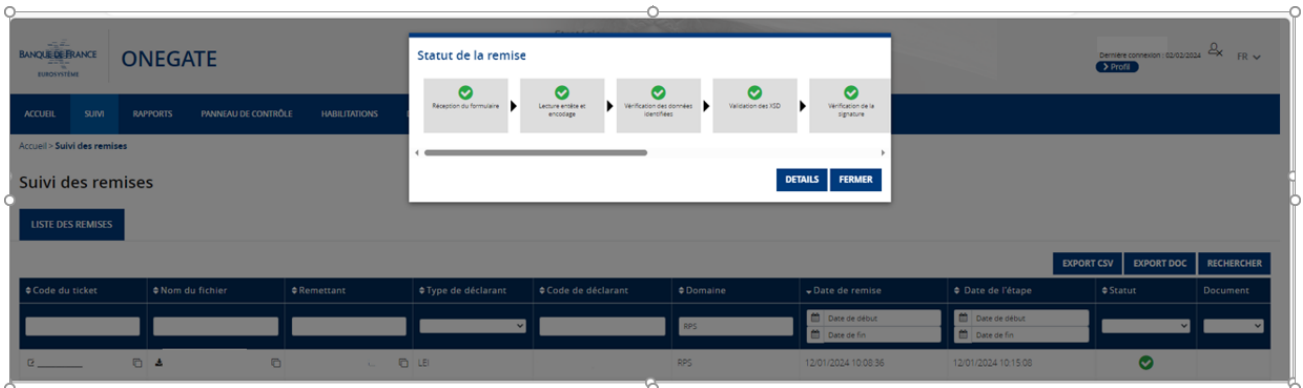 BANQUE DE FRANCE
EUROSYSTÈME
ONEGATE
Dernière connexion : 02/02/2024
Profil
FR
ACCUEIL SUIVI RAPPORTS PANNEAU DE CONTRÔLE HABILITATIONS
Accueil > Suivi des remises
Statut de la remise
Réception du formulaire
Lecture entête et
encodage
Vérification des données
identifiées
Validation des XSD
Vérification de la
signature
DETAILS FERMER
Suivi des remises
LISTE DES REMISES
EXPORT CSV EXPORT DOC RECHERCHER
Code du ticket Nom du fichier Remettant Type de déclarant Code de déclarant Domaine Date de remise Date de l'étape Statut Document
RPS Date de début Date de début
Date de fin Date de fin
LEI RPS 12/01/2024 10:08:36 12/01/2024 10:15:08